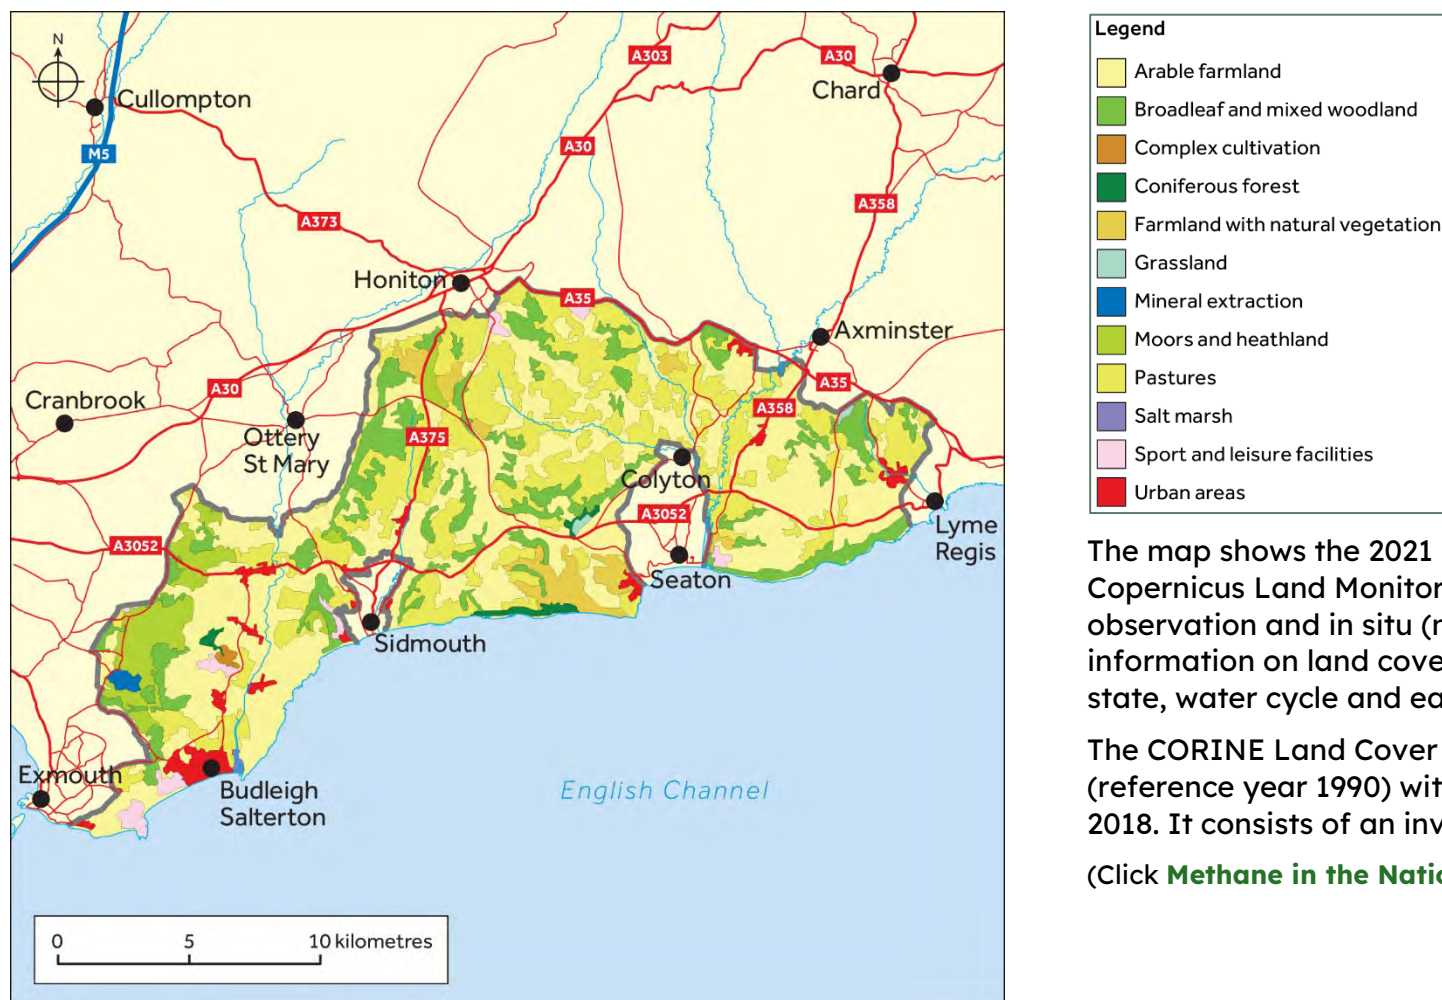 N
A303
A30
Chard
Cullompton
M5
A30
A358
A373
Honiton
A35
Axminster
A35
A30
Cranbrook
A358
Ottery
St Mary
A375
Colyton
A3052
Lyme
Regis
A3052
Seaton
Sidmouth
Exmouth
Budleigh
Salterton
English Channel
0 5 10 kilometres
Legend
Arable farmland
Broadleaf and mixed woodland
Complex cultivation
Coniferous forest
Farmland with natural vegetation
Grassland
Mineral extraction
Moors and heathland
Pastures
Salt marsh
Sport and leisure facilities
Urban areas
The map shows the 2021
Copernicus Land Monitor
observation and in situ (
information on land cove
state, water cycle and ea
The CORINE Land Cover
(reference year 1990) wit
2018. It consists of an inv
(Click Methane in the Natio